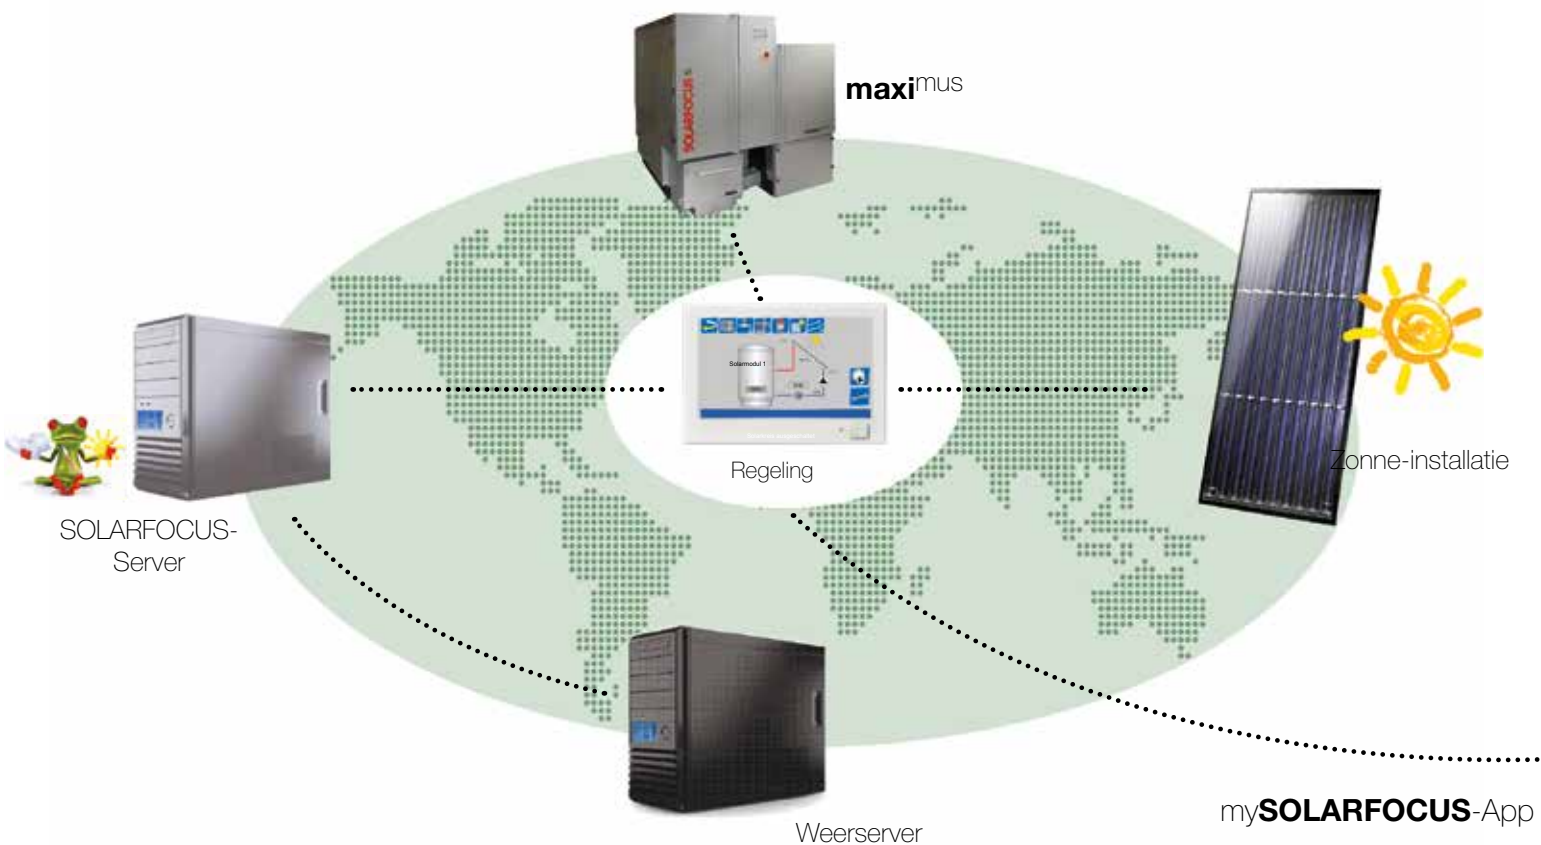 SOLARFOCUS
maximus
Solarmodul 1
Regeling
Zonne-installatie
SOLARFOCUS-
Server
Weerserver
mySOLARFOCUS-App